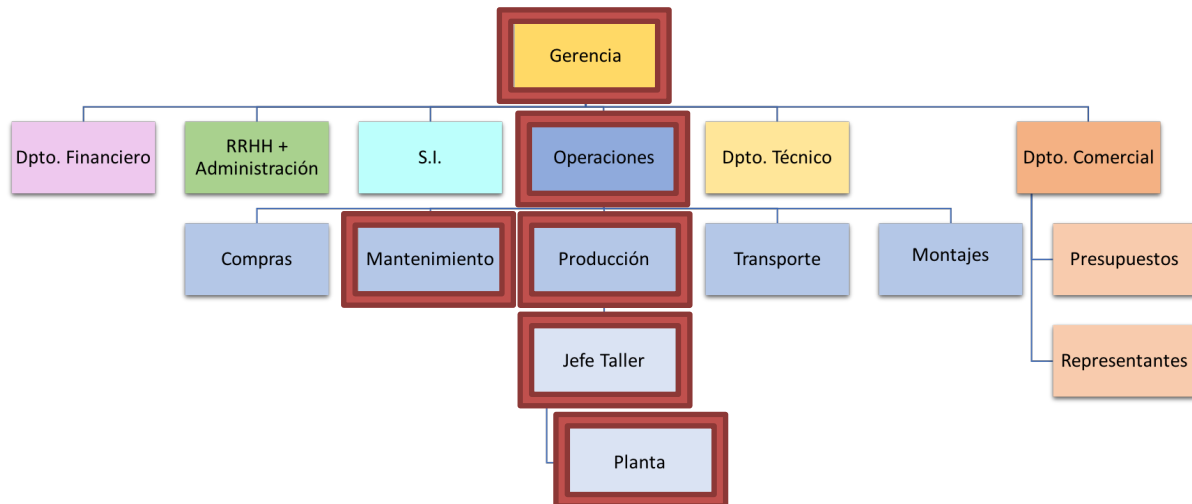 Gerencia
Dpto. Financiero
RRHH +
Administración
S.I.
Operaciones
Dpto. Técnico
Dpto. Comercial
Compras
Mantenimiento
Producción
Transporte
Montajes
Presupuestos
Jefe Taller
Representantes
Planta